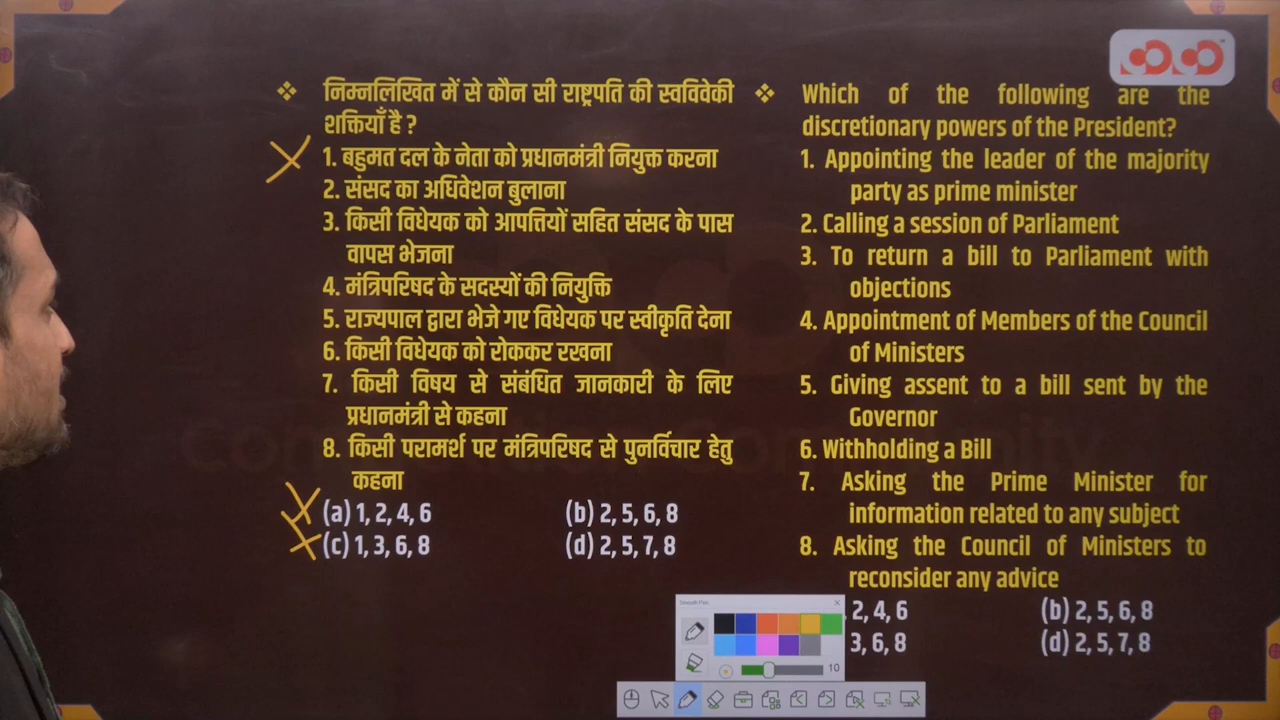 ❖ निम्नलिखित में से कौन सी राष्ट्रपति की स्वविवेकी
शक्तियाँ है ?
1. बहुमत दल के नेता को प्रधानमंत्री नियुक्त करना
2. संसद का अधिवेशन बुलाना
3. किसी विधेयक को आपत्तियों सहित संसद के पास
वापस भेजना
4. मंत्रिपरिषद के सदस्यों की नियुक्ति
5. राज्यपाल द्वारा भेजे गए विधेयक पर स्वीकृति देना
6. किसी विधेयक को रोककर रखना
7. किसी विषय से संबंधित जानकारी के लिए
प्रधानमंत्री से कहना
8. किसी परामर्श पर मंत्रिपरिषद से पुनर्विचार हेतु
कहना
(a) 1, 2, 4, 6 (b) 2, 5, 6, 8
(c) 1, 3, 6, 8 (d) 2, 5, 7, 8
❖ Which of the following are the
discretionary powers of the President?
1. Appointing the leader of the majority
party as prime minister
2. Calling a session of Parliament
3. To return a bill to Parliament with
objections
4. Appointment of Members of the Council
of Ministers
5. Giving assent to a bill sent by the
Governor
6. Withholding a Bill
7. Asking the Prime Minister for
information related to any subject
8. Asking the Council of Ministers to
reconsider any advice
2, 4, 6 (b) 2, 5, 6, 8
3, 6, 8 (d) 2, 5, 7, 8
Smooth Pen
10